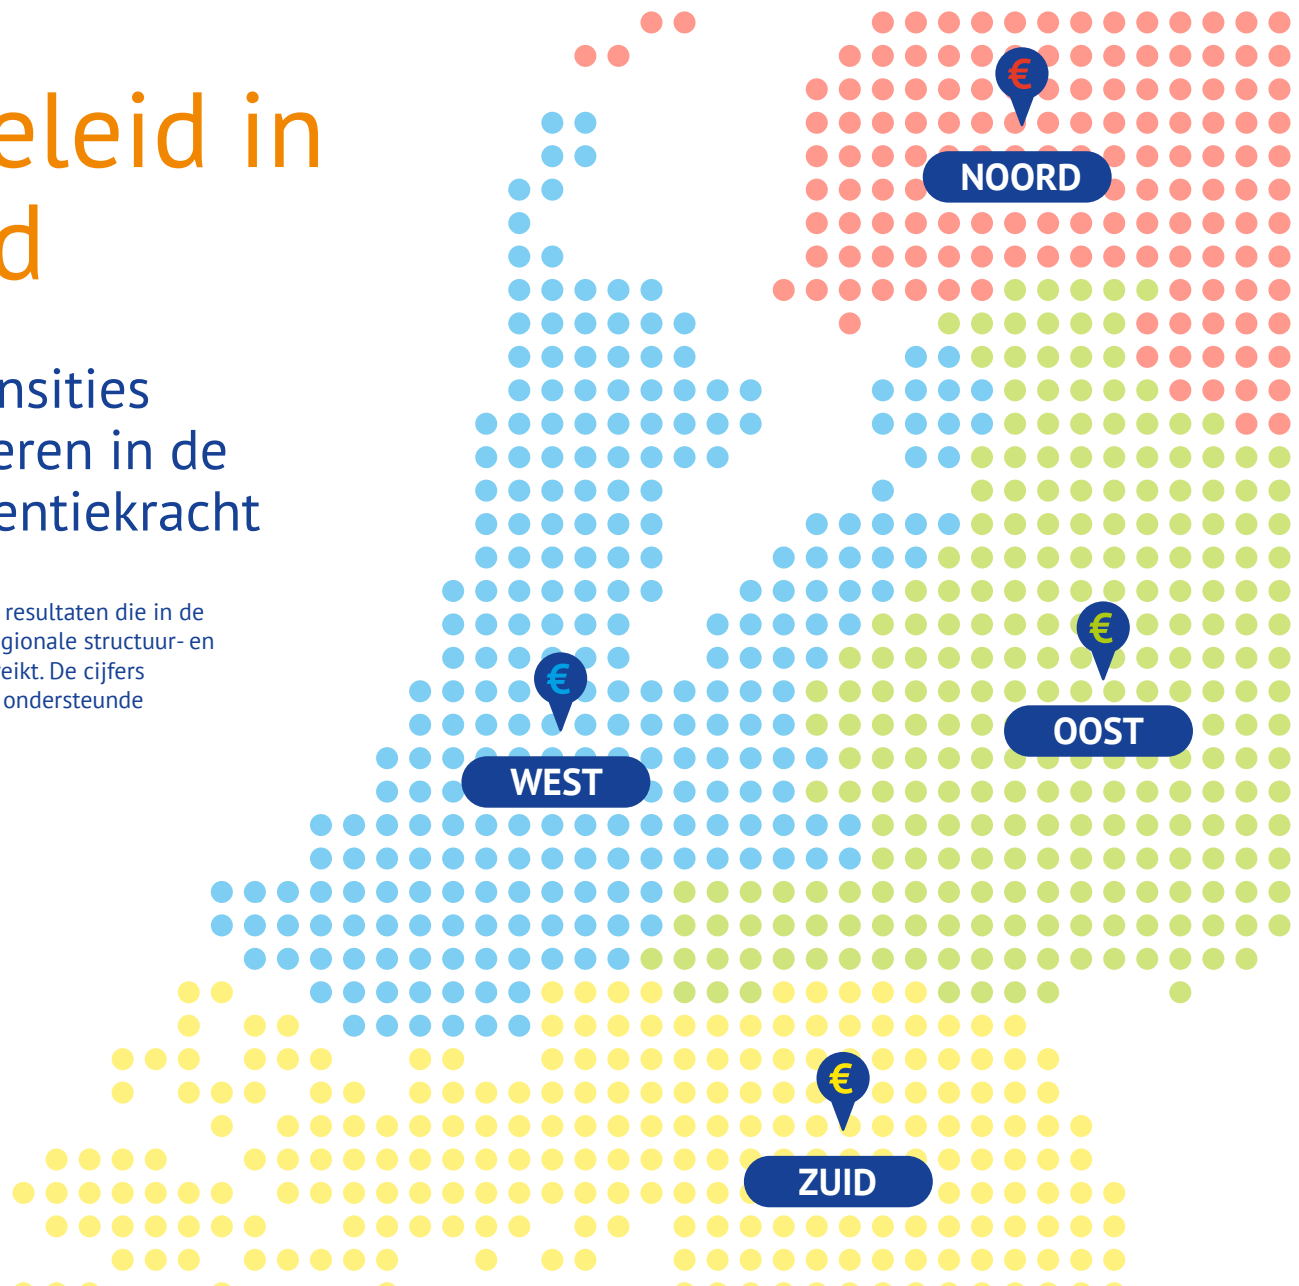 eleid in
d
nsities
eren in de
entiekracht
resultaten die in de
gionale structuur- en
eikt. De cijfers
ondersteunde
€
NOORD
€
OOST
€
WEST
€
ZUID